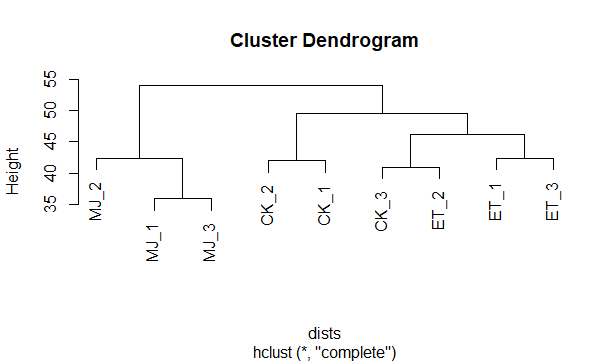 Cluster Dendrogram
Height
55
50
45
40
35
MJ_2
MJ_1
MJ_3
CK_2
CK_1
CK_3
ET_2
ET_1
ET_3
dists
hclust (*, "complete")